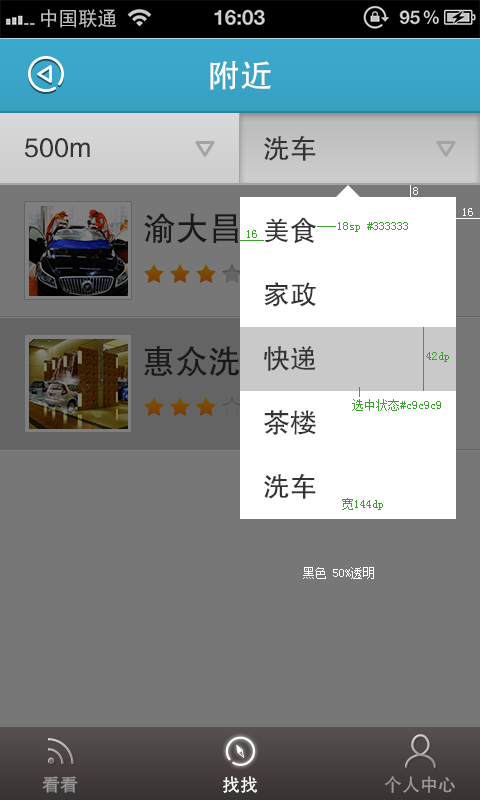 中国联通 16:03 95%
附近
500m 洗车
8
16
渝大昌
16 美食 18sp #333333
家政
惠众洗 快递 42dp
选中状态#c9c9c9
茶楼
洗车
宽144dp
黑色 50%透明
看看 找找 个人中心